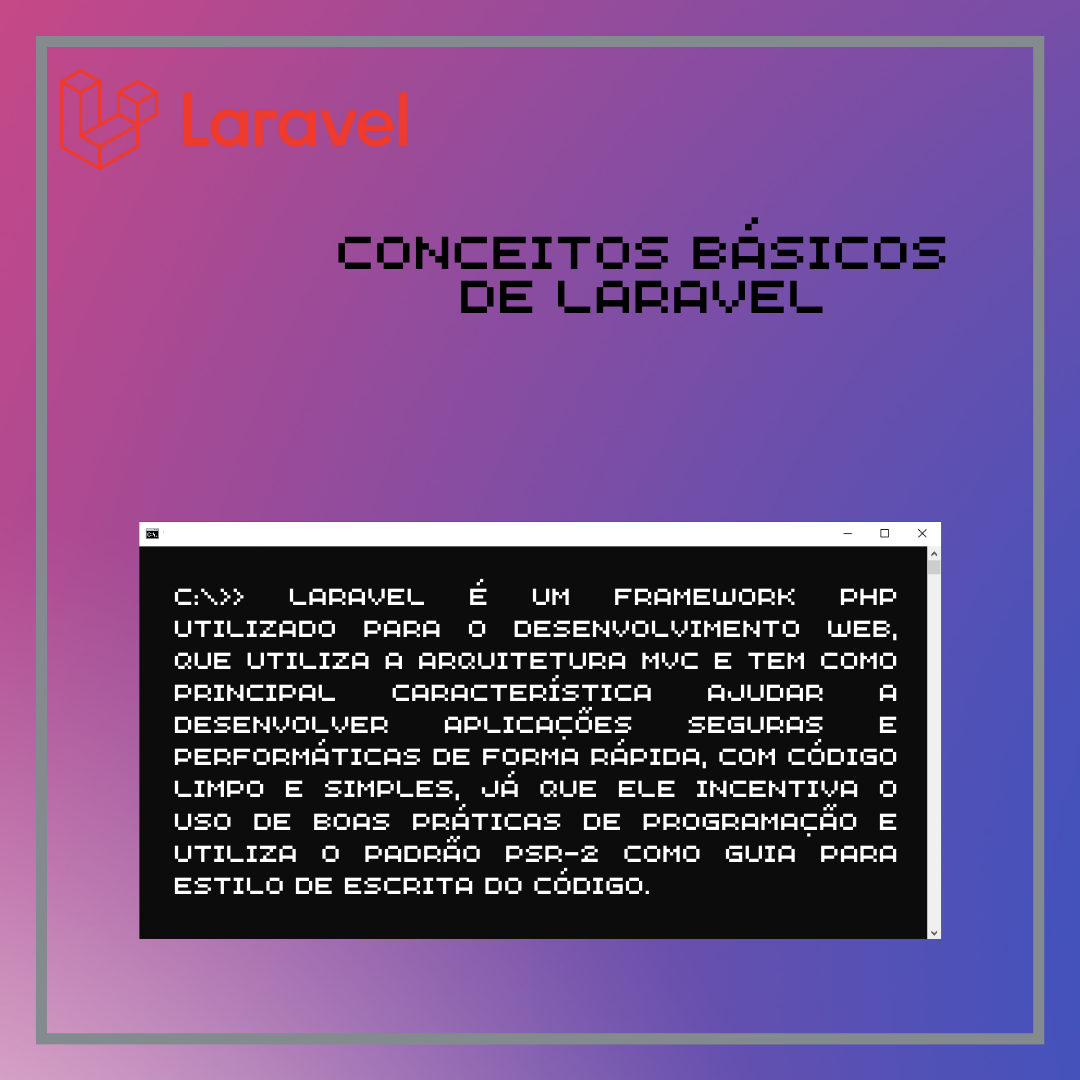 Laravel
CONCEITOS BÁSICOS
DE LARAVEL
C:\>> LARAVEL É UM FRAMEWORK PHP
UTILIZADO PARA O DESENVOLVIMENTO WEB,
QUE UTILIZA A ARQUITETURA MVC E TEM COMO
PRINCIPAL CARACTERÍSTICA AJUDAR A
DESENVOLVER APLICAÇÕES SEGURAS E
PERFORMÁTICAS DE FORMA RÁPIDA, COM CÓDIGO
LIMPO E SIMPLES, JÁ QUE ELE INCENTIVA O
USO DE BOAS PRÁTICAS DE PROGRAMAÇÃO E
UTILIZA O PADRÃO PSR-2 COMO GUIA PARA
ESTILO DE ESCRITA DO CÓDIGO.